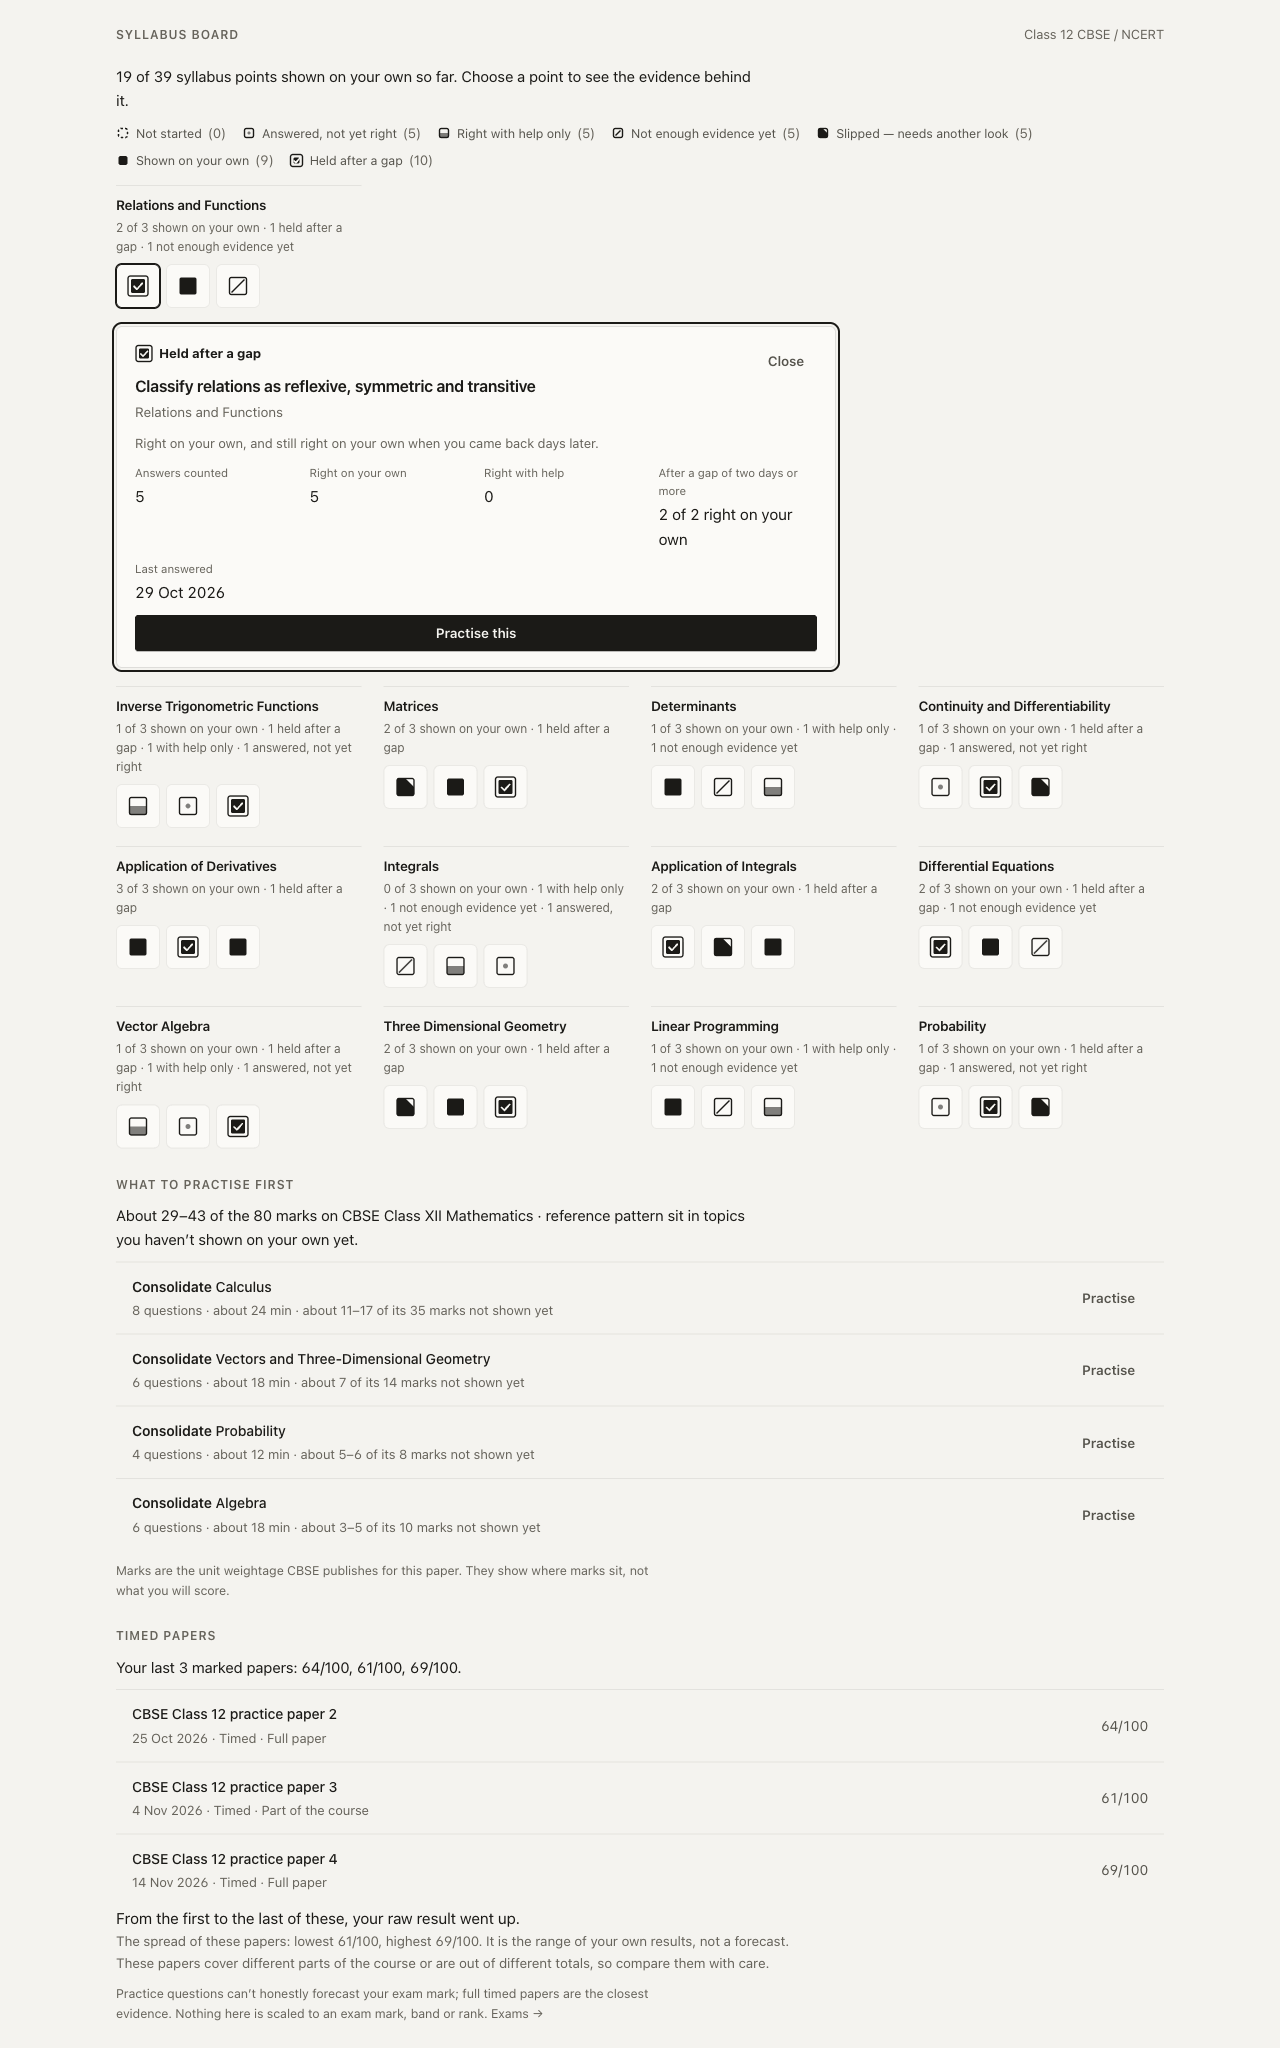 SYLLABUS BOARD
Class 12 CBSE / NCERT
19 of 39 syllabus points shown on your own so far. Choose a point to see the evidence behind
it.
Not started (0) Answered, not yet right (5) Right with help only (5) Not enough evidence yet (5) Slipped — needs another look (5)
Shown on your own (9) Held after a gap (10)
Relations and Functions
2 of 3 shown on your own · 1 held after a
gap · 1 not enough evidence yet
Held after a gap
Close
Classify relations as reflexive, symmetric and transitive
Relations and Functions
Right on your own, and still right on your own when you came back days later.
Answers counted
5
Right on your own
5
Right with help
0
After a gap of two days or
more
2 of 2 right on your
own
Last answered
29 Oct 2026
Practise this
Inverse Trigonometric Functions
1 of 3 shown on your own · 1 held after a
gap · 1 with help only · 1 answered, not yet
right
Matrices
2 of 3 shown on your own · 1 held after a
gap
Determinants
1 of 3 shown on your own · 1 with help only ·
1 not enough evidence yet
Continuity and Differentiability
1 of 3 shown on your own · 1 held after a
gap · 1 answered, not yet right
Application of Derivatives
3 of 3 shown on your own · 1 held after a
gap
Integrals
0 of 3 shown on your own · 1 with help only
· 1 not enough evidence yet · 1 answered,
not yet right
Application of Integrals
2 of 3 shown on your own · 1 held after a
gap
Differential Equations
2 of 3 shown on your own · 1 held after a
gap · 1 not enough evidence yet
Vector Algebra
1 of 3 shown on your own · 1 held after a
gap · 1 with help only · 1 answered, not yet
right
Three Dimensional Geometry
2 of 3 shown on your own · 1 held after a
gap
Linear Programming
1 of 3 shown on your own · 1 with help only ·
1 not enough evidence yet
Probability
1 of 3 shown on your own · 1 held after a
gap · 1 answered, not yet right
WHAT TO PRACTISE FIRST
About 29–43 of the 80 marks on CBSE Class XII Mathematics · reference pattern sit in topics
you haven’t shown on your own yet.
Consolidate Calculus
8 questions · about 24 min · about 11–17 of its 35 marks not shown yet
Practise
Consolidate Vectors and Three-Dimensional Geometry
6 questions · about 18 min · about 7 of its 14 marks not shown yet
Practise
Consolidate Probability
4 questions · about 12 min · about 5–6 of its 8 marks not shown yet
Practise
Consolidate Algebra
6 questions · about 18 min · about 3–5 of its 10 marks not shown yet
Practise
Marks are the unit weightage CBSE publishes for this paper. They show where marks sit, not
what you will score.
TIMED PAPERS
Your last 3 marked papers: 64/100, 61/100, 69/100.
CBSE Class 12 practice paper 2
25 Oct 2026 · Timed · Full paper
64/100
CBSE Class 12 practice paper 3
4 Nov 2026 · Timed · Part of the course
61/100
CBSE Class 12 practice paper 4
14 Nov 2026 · Timed · Full paper
69/100
From the first to the last of these, your raw result went up.
The spread of these papers: lowest 61/100, highest 69/100. It is the range of your own results, not a forecast.
These papers cover different parts of the course or are out of different totals, so compare them with care.
Practice questions can’t honestly forecast your exam mark; full timed papers are the closest
evidence. Nothing here is scaled to an exam mark, band or rank. Exams →